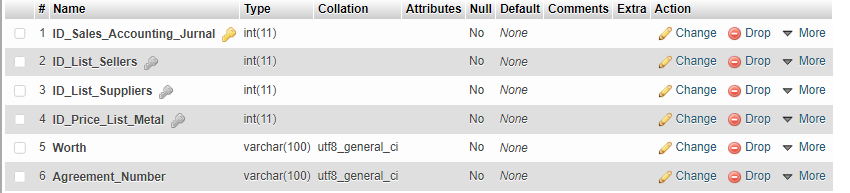 # Name Type Collation Attributes Null Default Comments Extra Action
1 ID_Sales_Accounting_Jurnal int(11) No None Change Drop More
2 ID_List_Sellers int(11) No None Change Drop More
3 ID_List_Suppliers int(11) No None Change Drop More
4 ID_Price_List_Metal int(11) No None Change Drop More
5 Worth varchar(100) utf8_general_ci No None Change Drop More
6 Agreement_Number varchar(100) utf8_general_ci No None Change Drop More